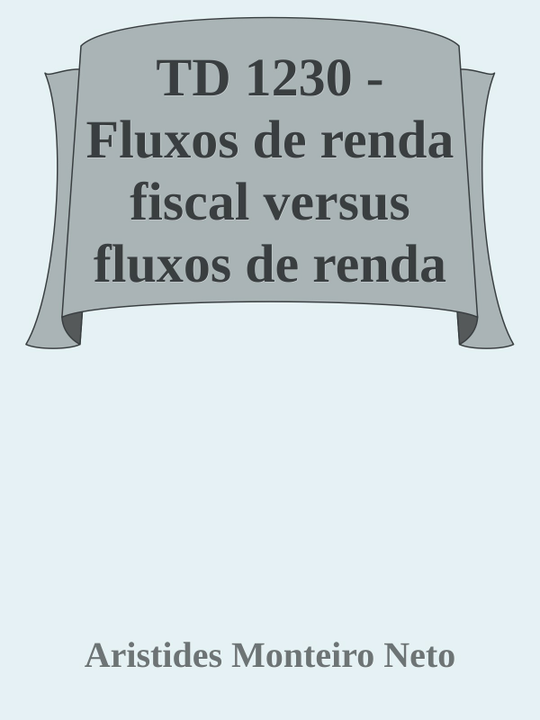 TD 1230 -
Fluxos de renda
fiscal versus
fluxos de renda
Aristides Monteiro Neto